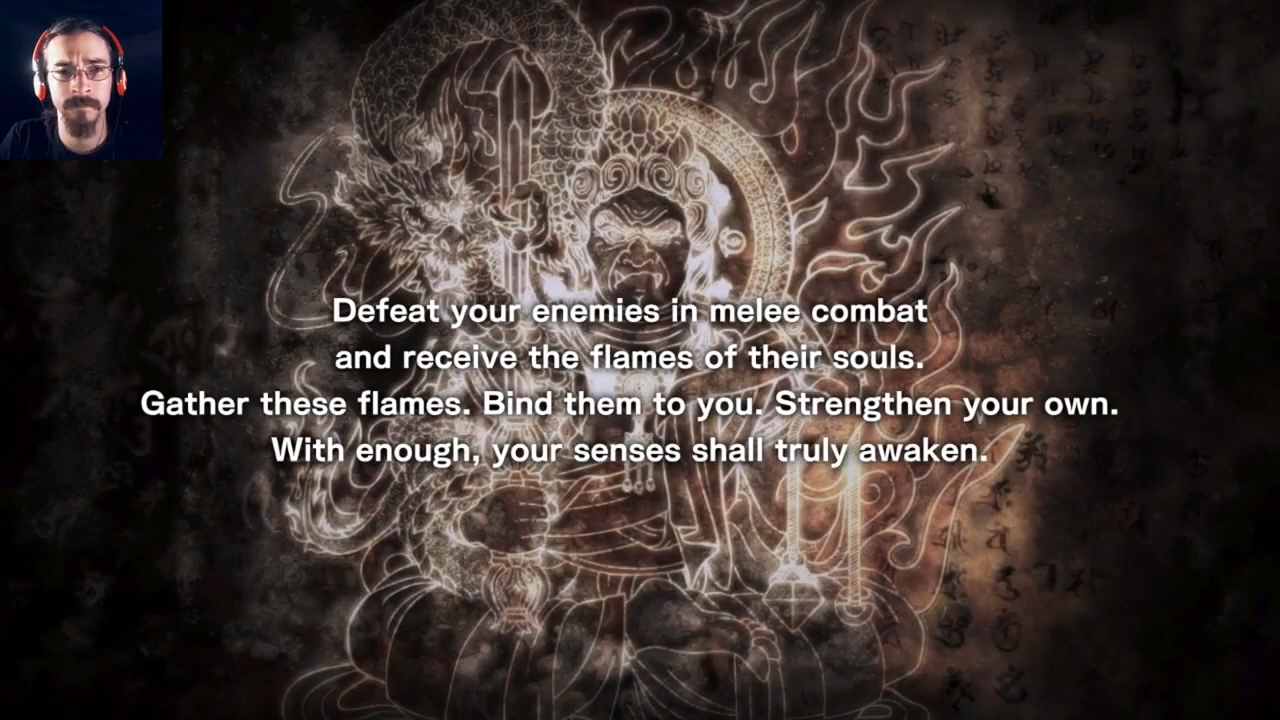 Defeat your enemies in melee combat
and receive the flames of their souls.
Gather these flames. Bind them to you. Strengthen your own.
With enough, your senses shall truly awaken.